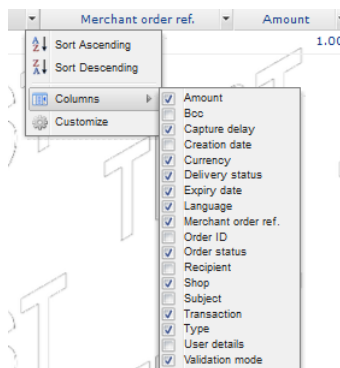 Merchant order ref. Amount
Sort Ascending 1.00
Sort Descending
Columns
Customize
Amount
Bcc
Capture delay
Creation date
Currency
Delivery status
Expiry date
Language
Merchant order ref.
Order ID
Order status
Recipient
Shop
Subject
Transaction
Type
User details
Validation mode